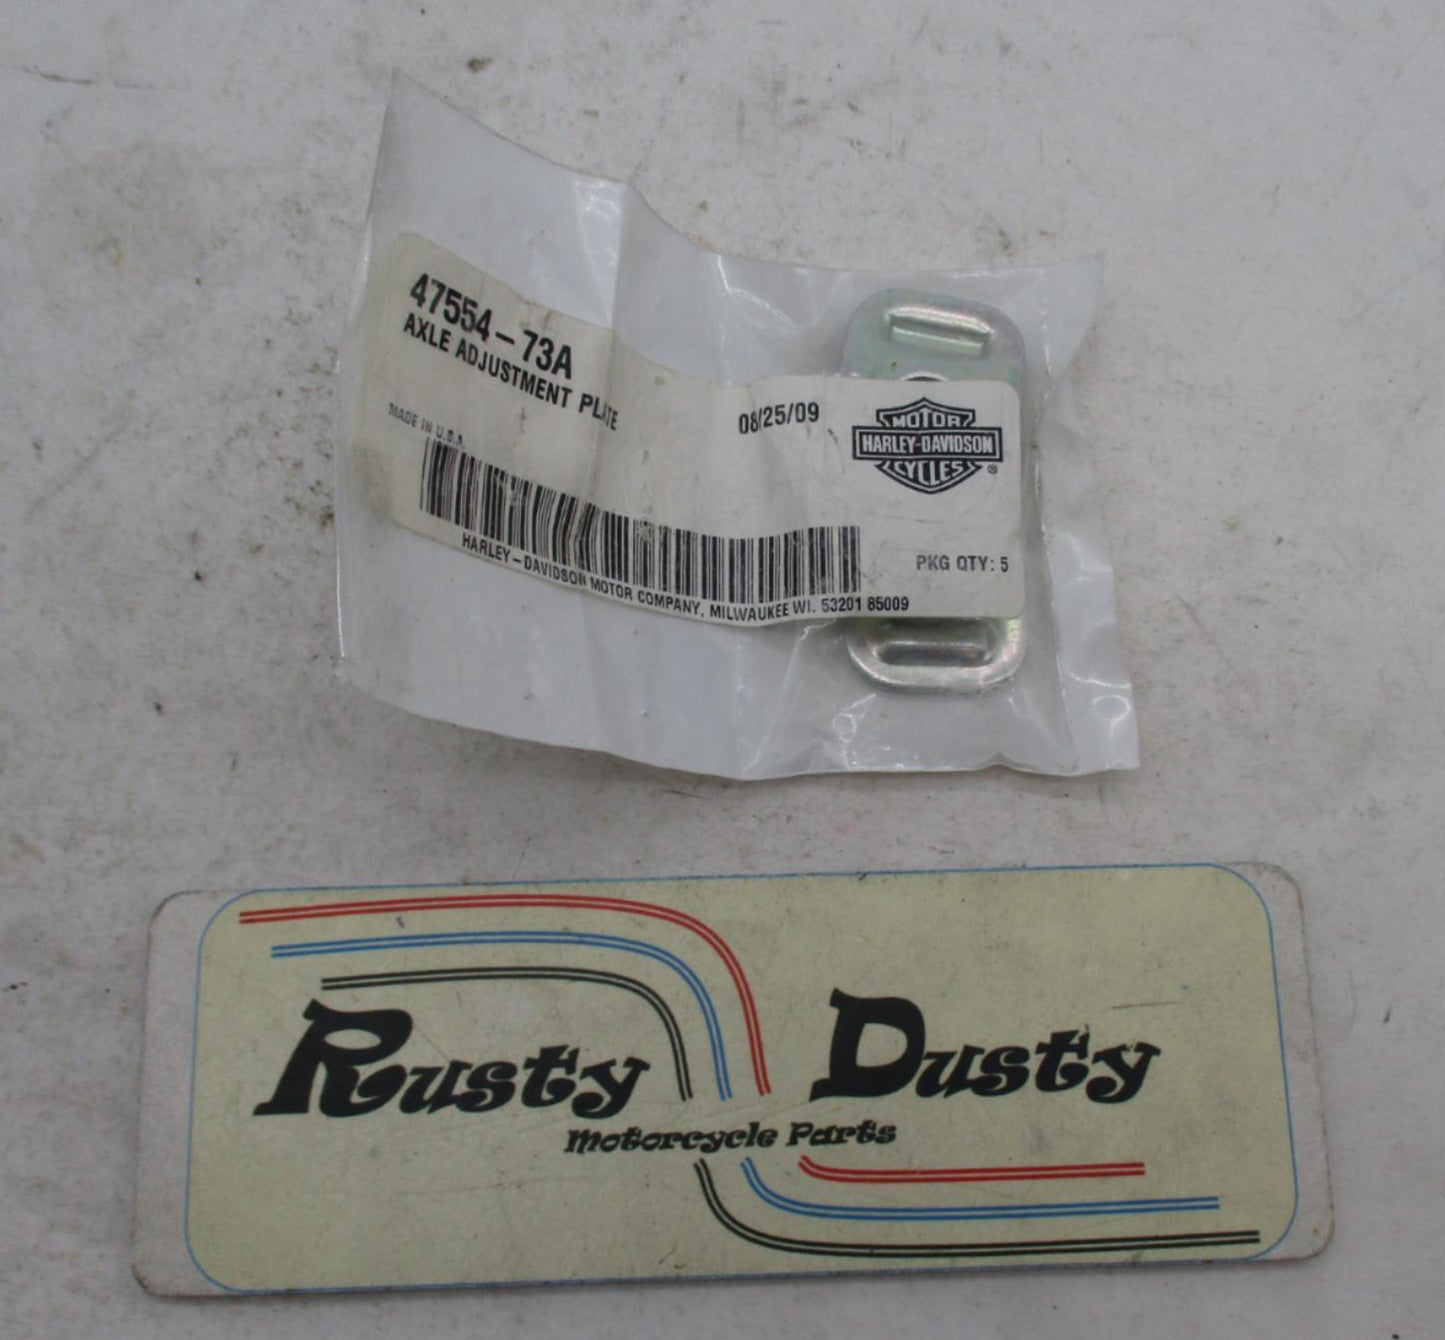 47554-73A
AXLE ADJUSTMENT PLATE
MADE IN U.S.A.
08/25/09
MOTOR
HARLEY-DAVIDSON
CYCLES
®
PKG QTY: 5
HARLEY-DAVIDSON MOTOR COMPANY, MILWAUKEE WI. 53201 85009
Rusty Dusty
Motorcycle Parts